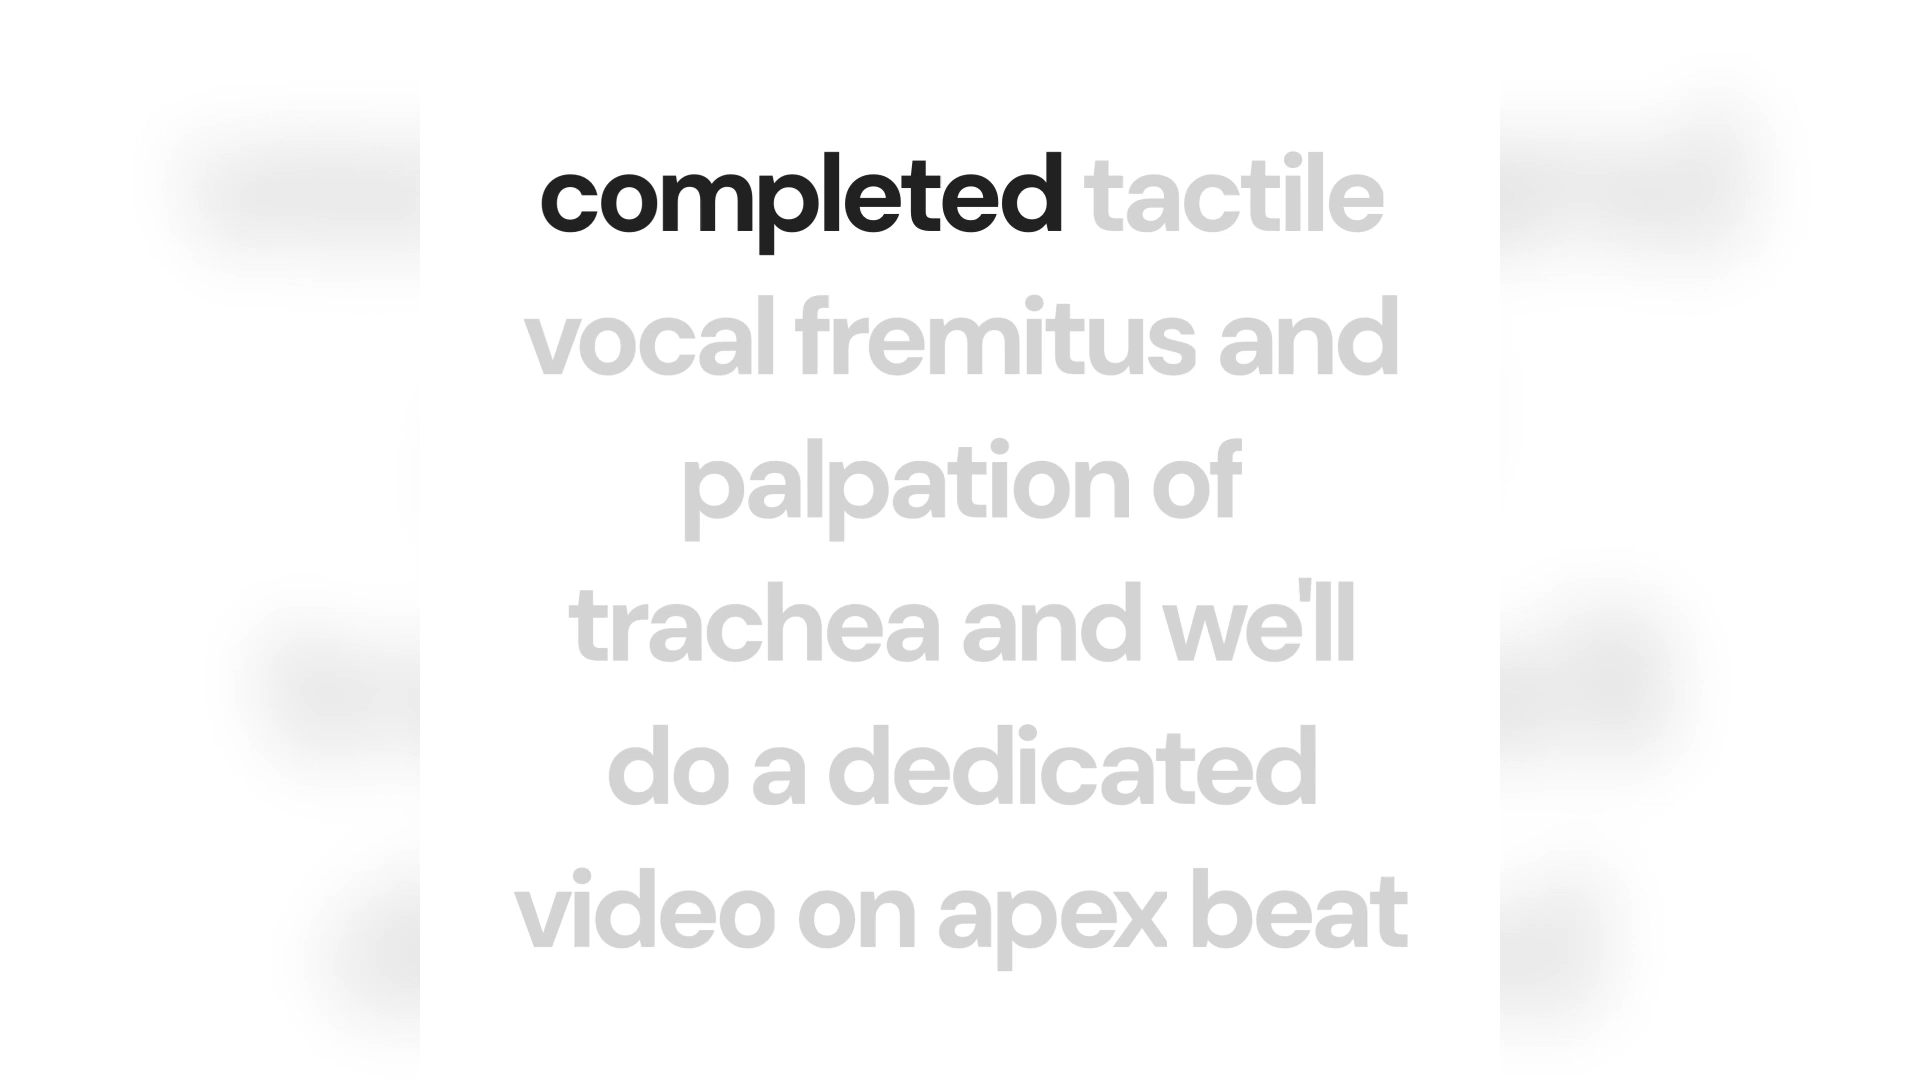 completed tactile
vocal fremitus and
palpation of
trachea and we'll
do a dedicated
video on apex beat